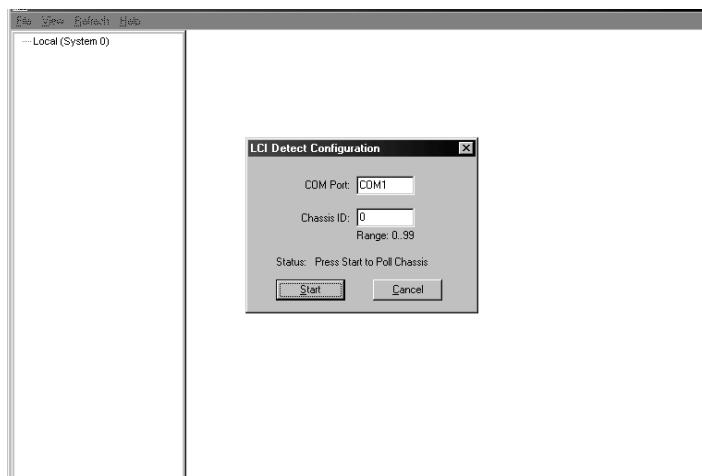 File View Refresh Help
Local (System 0)
LCI Detect Configuration
COM Port: COM1
Chassis ID: 0
Range: 0..99
Status: Press Start to Poll Chassis
Start Cancel